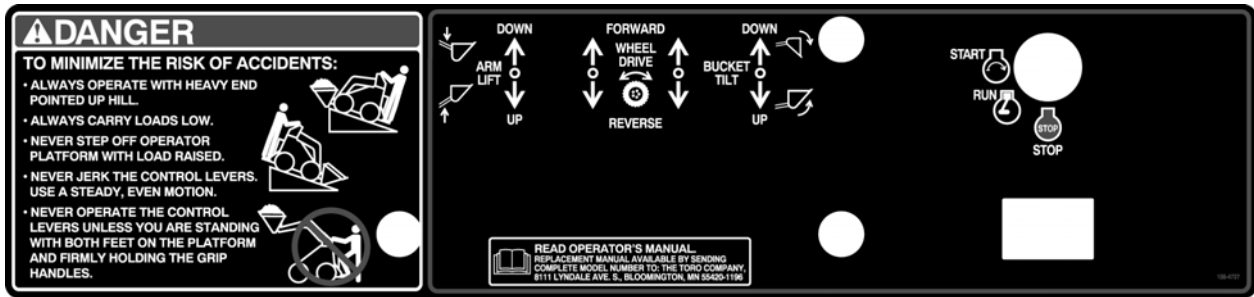 DANGER
TO MINIMIZE THE RISK OF ACCIDENTS:
• ALWAYS OPERATE WITH HEAVY END
POINTED UP HILL.
• ALWAYS CARRY LOADS LOW.
• NEVER STEP OFF OPERATOR
PLATFORM WITH LOAD RAISED.
• NEVER JERK THE CONTROL LEVERS.
USE A STEADY, EVEN MOTION.
• NEVER OPERATE THE CONTROL
LEVERS UNLESS YOU ARE STANDING
WITH BOTH FEET ON THE PLATFORM
AND FIRMLY HOLDING THE GRIP
HANDLES.
DOWN
ARM
LIFT
UP
FORWARD
WHEEL
DRIVE
REVERSE
DOWN
BUCKET
TILT
UP
START
RUN
STOP
STOP
READ OPERATOR'S MANUAL.
REPLACEMENT MANUAL AVAILABLE BY SENDING
COMPLETE MODEL NUMBER TO: THE TORO COMPANY,
8111 LYNDALE AVE. S., BLOOMINGTON, MN 55420-1196